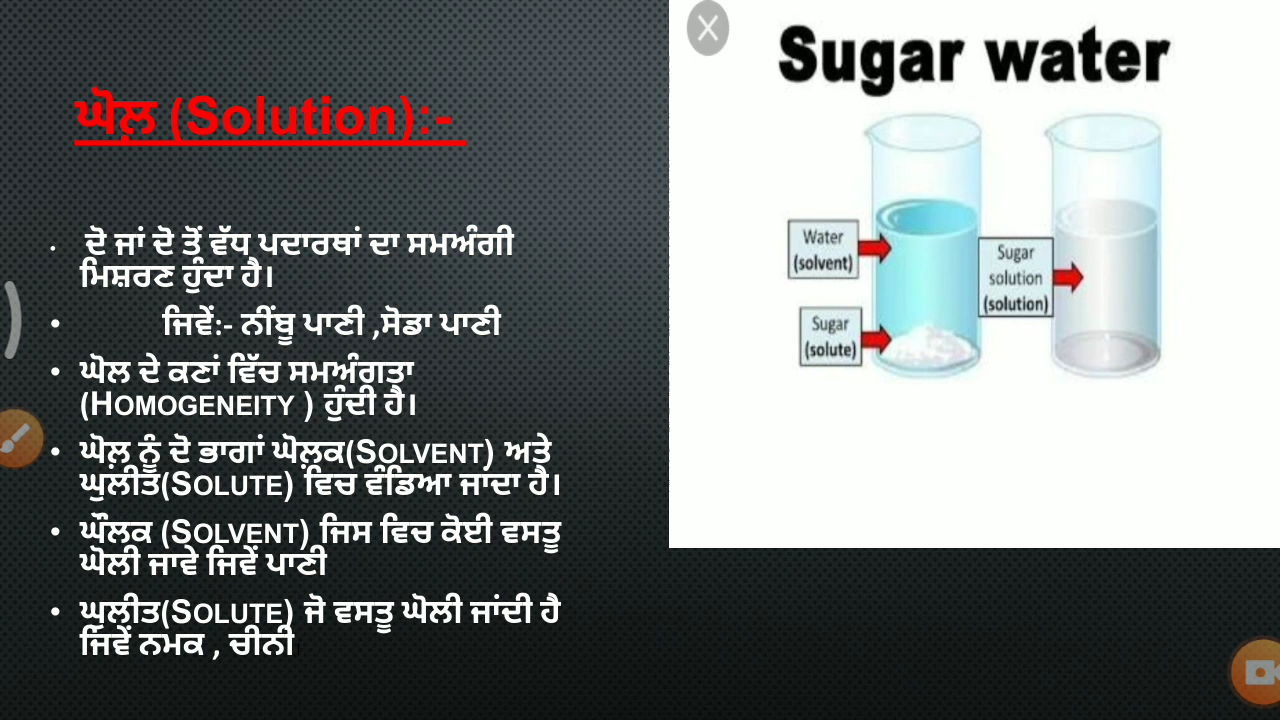 ਘੋਲ਼ (Solution):-
• ਦੋ ਜਾਂ ਦੋ ਤੋਂ ਵੱਧ ਪਦਾਰਥਾਂ ਦਾ ਸਮਅੰਗੀ
ਮਿਸ਼ਰਣ ਹੁੰਦਾ ਹੈ।
• ਜਿਵੇਂ:- ਨੀਂਬੂ ਪਾਣੀ ,ਸੋਡਾ ਪਾਣੀ
• ਘੋਲ ਦੇ ਕਣਾਂ ਵਿੱਚ ਸਮਅੰਗਤਾ
(HOMOGENEITY ) ਹੁੰਦੀ ਹੈ।
• ਘੋਲ਼ ਨੂੰ ਦੋ ਭਾਗਾਂ ਘੋਲ਼ਕ(SOLVENT) ਅਤੇ
ਘੁਲੀਤ(SOLUTE) ਵਿਚ ਵੰਡਿਆ ਜਾਂਦਾ ਹੈ।
• ਘੌਲਕ (SOLVENT) ਜਿਸ ਵਿਚ ਕੋਈ ਵਸਤੂ
ਘੋਲੀ ਜਾਵੇ ਜਿਵੇਂ ਪਾਣੀ
• ਘੁਲੀਤ(SOLUTE) ਜੋ ਵਸਤੂ ਘੋਲੀ ਜਾਂਦੀ ਹੈ
ਜਿਵੇਂ ਨਮਕ , ਚੀਨੀ।
Sugar water
Water
(solvent)
Sugar
(solute)
Sugar
solution
(solution)